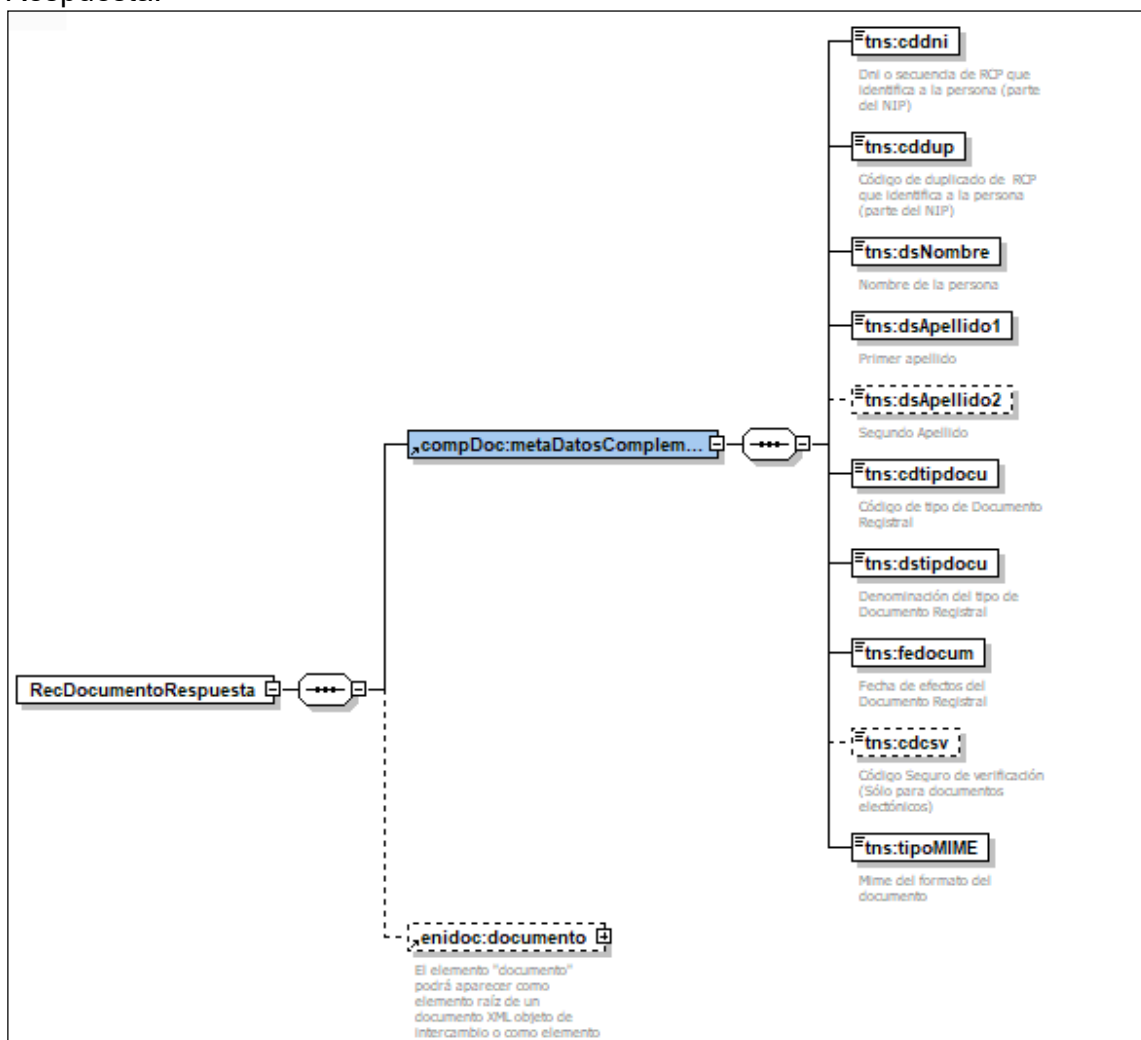 tns:cddni
Dni o secuencia de RCP que
identifica a la persona (parte
del NIP)
tns:cddup
Código de duplicado de RCP
que identifica a la persona
(parte del NIP)
tns:dsNombre
Nombre de la persona
tns:dsApellido1
Primer apellido
tns:dsApellido2
Segundo Apellido
compDoc:metaDatosComplem...
tns:cdtipdocu
Código de tipo de Documento
Registral
tns:dstipdocu
Denominación del tipo de
Documento Registral
tns:fedocum
Fecha de efectos del
Documento Registral
RecDocumentoRespuesta
tns:cdcsv
Código Seguro de verificación
(Sólo para documentos
electónicos)
tns:tipoMIME
Mime del formato del
documento
enidoc:documento
El elemento "documento"
podrá aparecer como
elemento raíz de un
documento XML objeto de
intercambio o como elemento